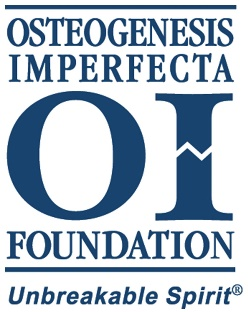 OSTEOGENESIS
IMPERFECTA
OI
FOUNDATION
Unbreakable Spirit®